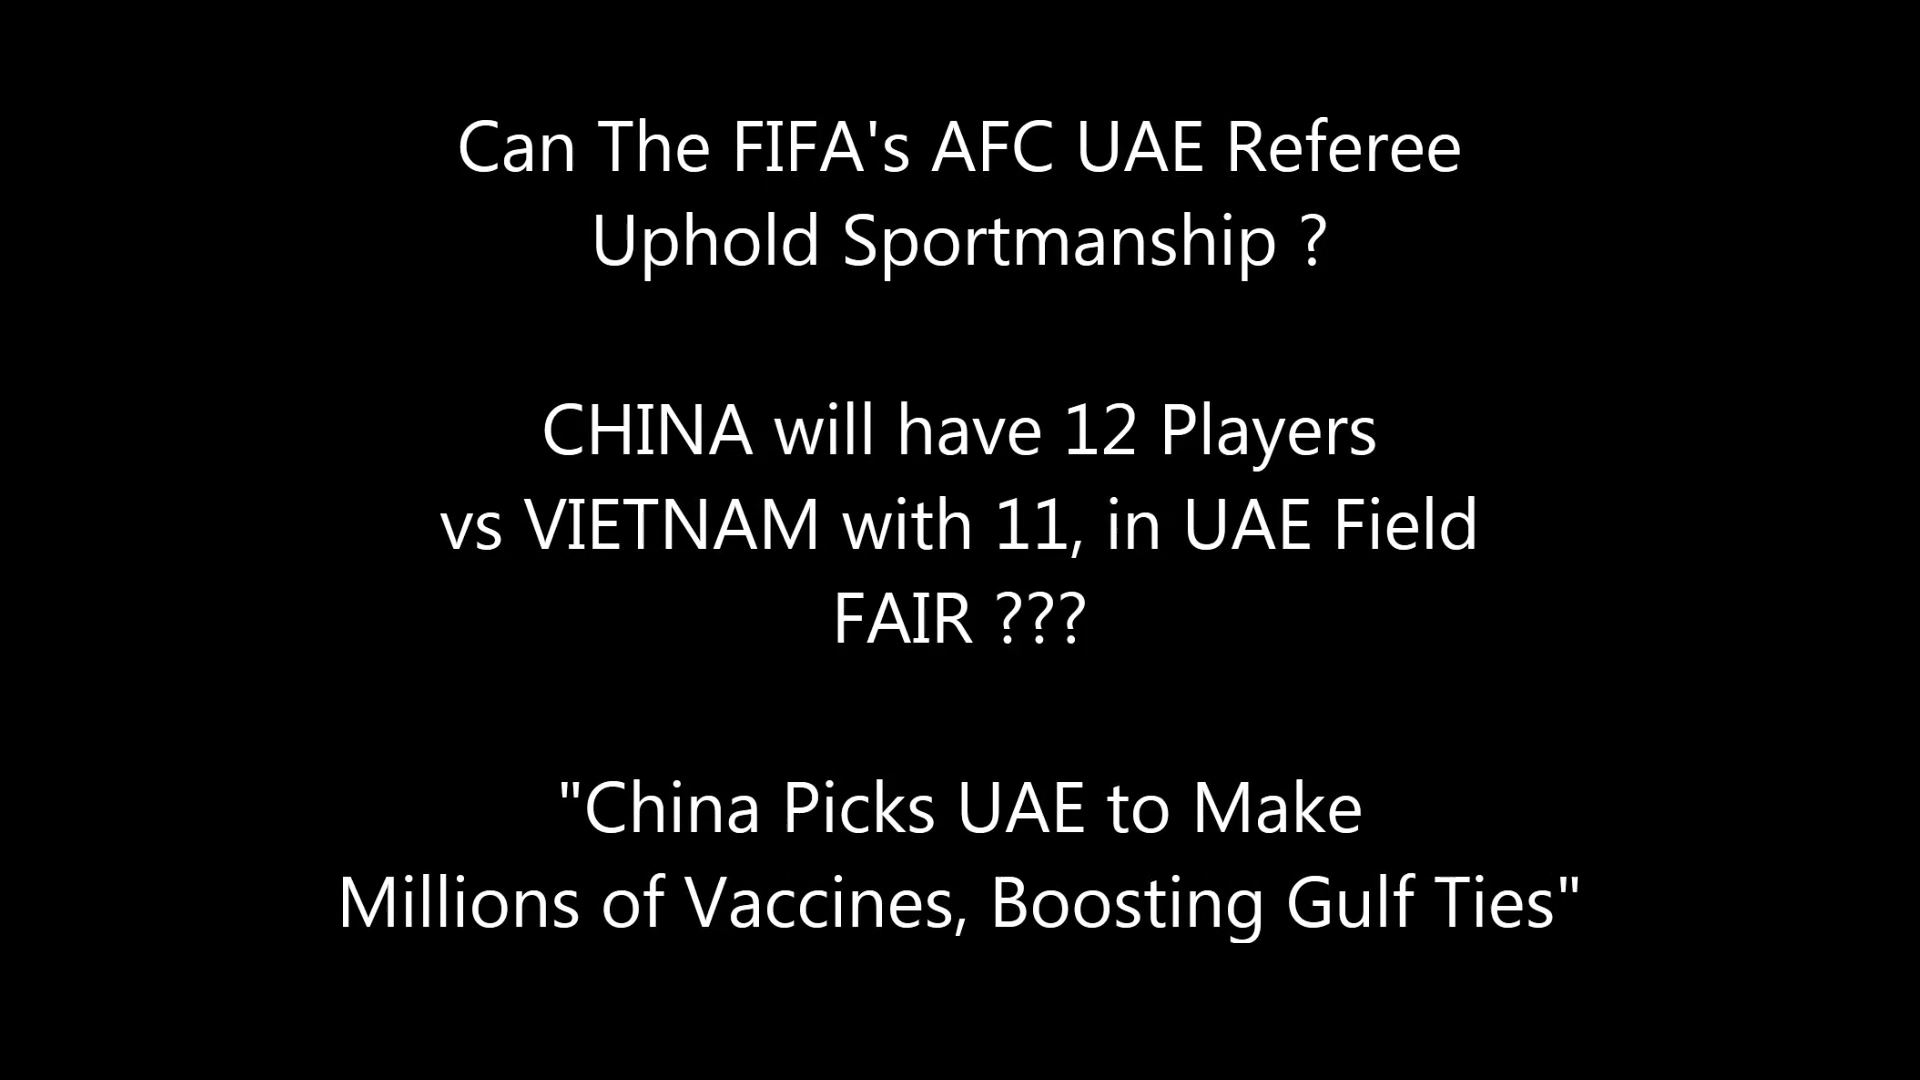 Can The FIFA's AFC UAE Referee
Uphold Sportmanship ?
CHINA will have 12 Players
vs VIETNAM with 11, in UAE Field
FAIR ???
"China Picks UAE to Make
Millions of Vaccines, Boosting Gulf Ties"